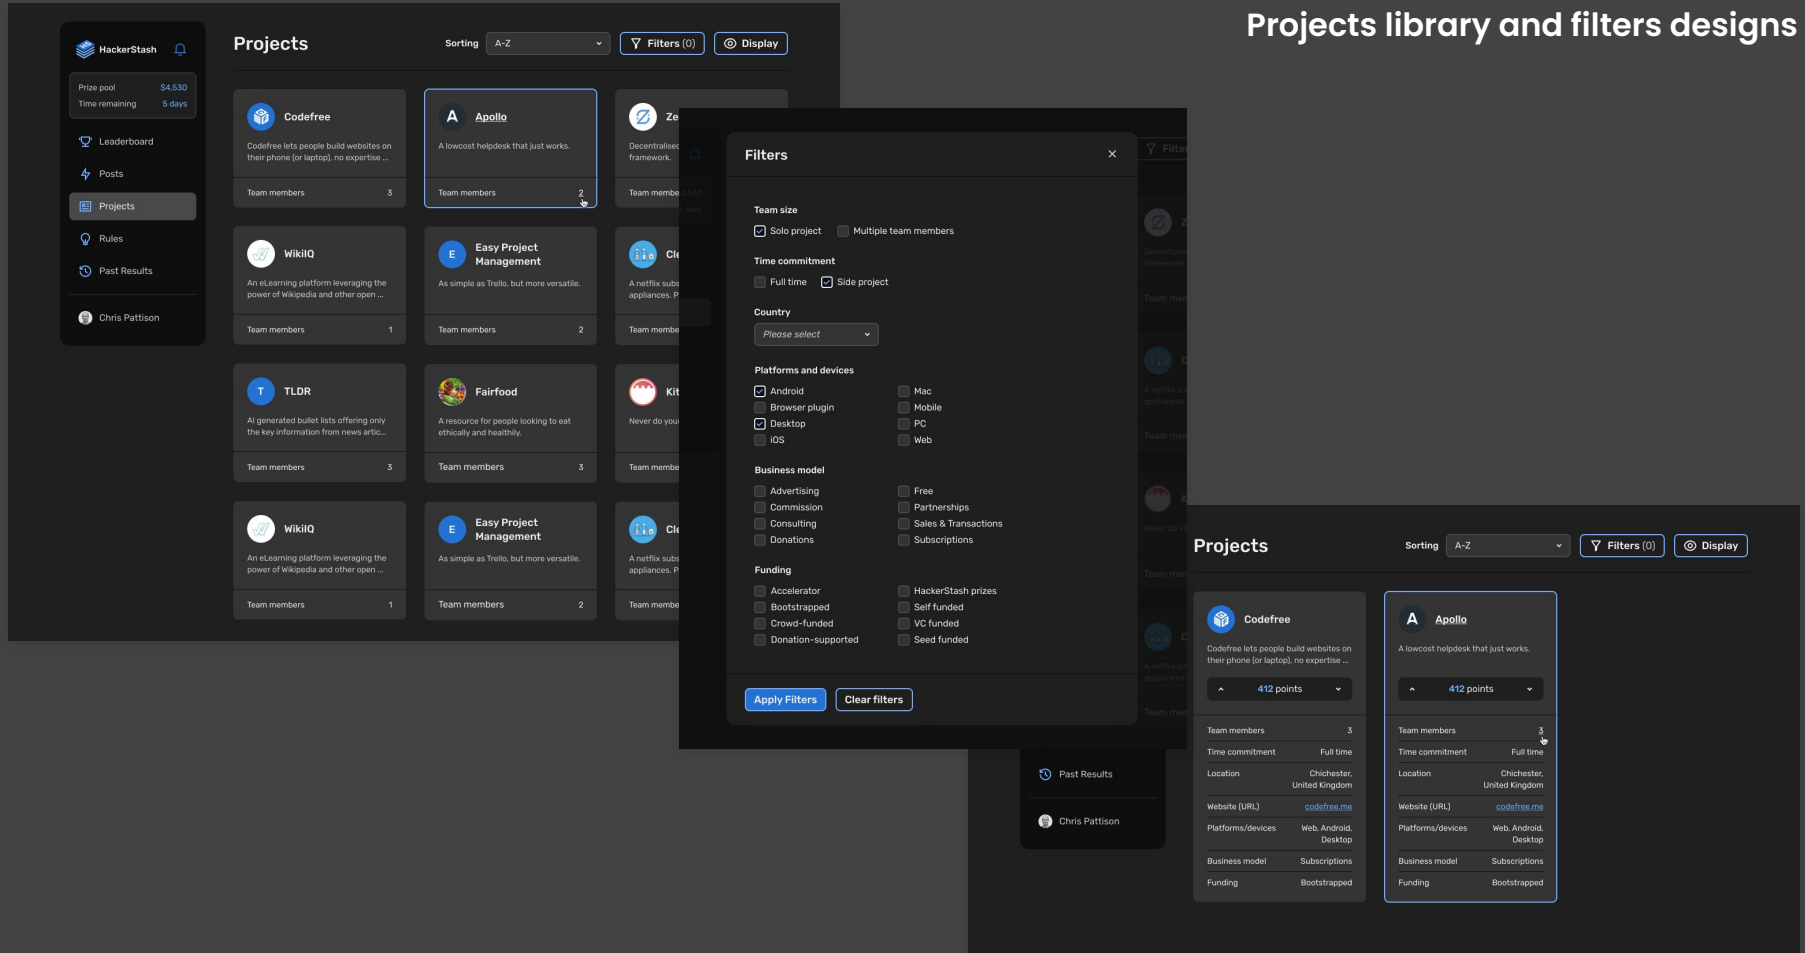 Projects library and filters designs
HackerStash
Prize pool $4,530
Time remaining 5 days
Leaderboard
Posts
Projects
Rules
Past Results
Chris Pattison
Projects
Sorting A-Z Filters (0) Display
Codefree
Codefree lets people build websites on
their phone (or laptop), no expertise ...
Team members 3
A Apollo
A lowcost helpdesk that just works.
Team members 2
Decentralised
framework.
WikiIQ
An eLearning platform leveraging the
power of Wikipedia and other open ...
Team members 1
E Easy Project
Management
As simple as Trello, but more versatile.
Team members 2
A netflix subs
appliances. P
T TLDR
AI generated bullet lists offering only
the key information from news artic...
Team members 3
Fairfood
A resource for people looking to eat
ethically and healthily.
Team members 3
Kit
Never do your
WikiIQ
An eLearning platform leveraging the
power of Wikipedia and other open ...
Team members 1
E Easy Project
Management
As simple as Trello, but more versatile.
Team members 2
A netflix subs
appliances. P
Filters
Team size
Solo project Multiple team members
Time commitment
Full time Side project
Country
Please select
Platforms and devices
Android Mac
Browser plugin Mobile
Desktop PC
iOS Web
Business model
Advertising Free
Commission Partnerships
Consulting Sales & Transactions
Donations Subscriptions
Funding
Accelerator HackerStash prizes
Bootstrapped Self funded
Crowd-funded VC funded
Donation-supported Seed funded
Apply Filters Clear filters
Past Results
Chris Pattison
Projects
Sorting A-Z Filters (0) Display
Codefree
Codefree lets people build websites on
their phone (or laptop), no expertise ...
412 points
Team members 3
Time commitment Full time
Location Chichester,
United Kingdom
Website (URL) codefree.me
Platforms/devices Web, Android,
Desktop
Business model Subscriptions
Funding Bootstrapped
A Apollo
A lowcost helpdesk that just works.
412 points
Team members 3
Time commitment Full time
Location Chichester,
United Kingdom
Website (URL) codefree.me
Platforms/devices Web, Android,
Desktop
Business model Subscriptions
Funding Bootstrapped